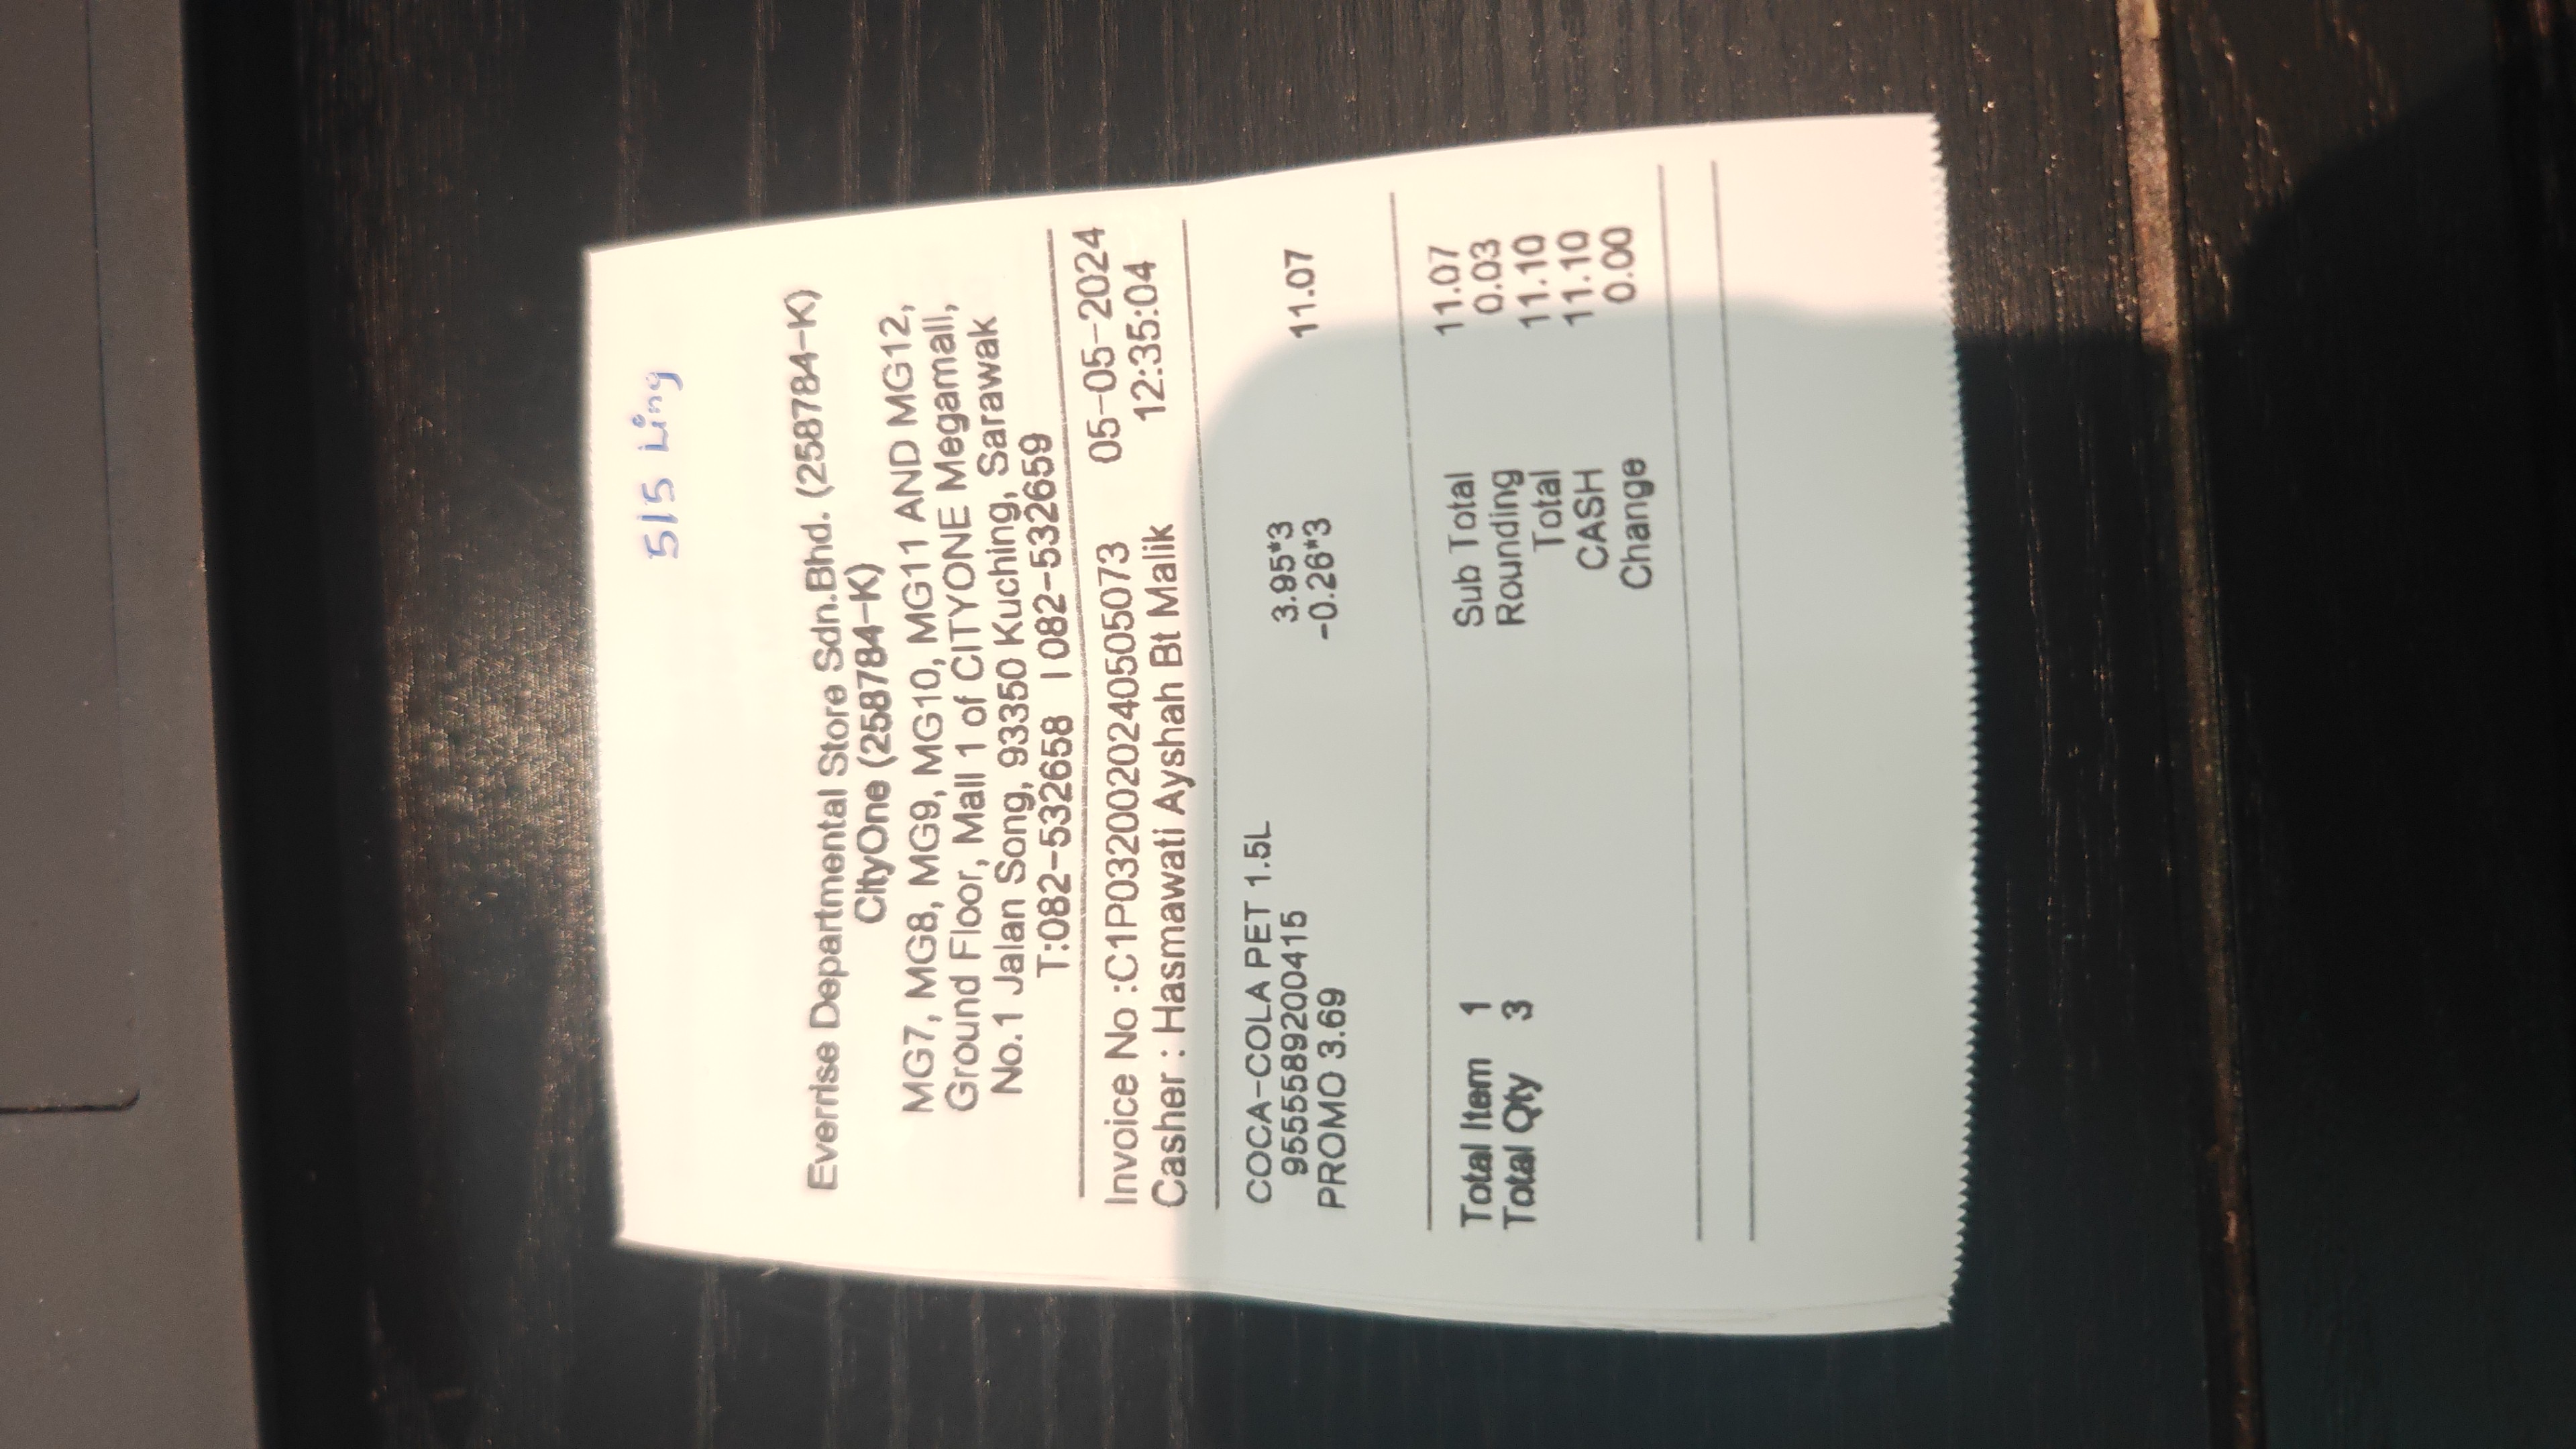 5/5 Ling
Everrise Departmental Store Sdn.Bhd. (258784-K)
CityOne (258784-K)
MG7, MG8, MG9, MG10, MG11 AND MG12,
Ground Floor, Mall 1 of CITYONE Megamall,
No.1 Jalan Song, 93350 Kuching, Sarawak
T:082-532658 | 082-532659
Invoice No :C1P0320020240505073 05-05-2024
Casher : Hasmawati Ayshah Bt Malik 12:35:04
COCA-COLA PET 1.5L
9555589200415 3.95*3 11.07
PROMO 3.69 -0.26*3
Total Item 1 Sub Total 11.07
Total Qty 3 Rounding 0.03
Total 11.10
CASH 11.10
Change 0.00